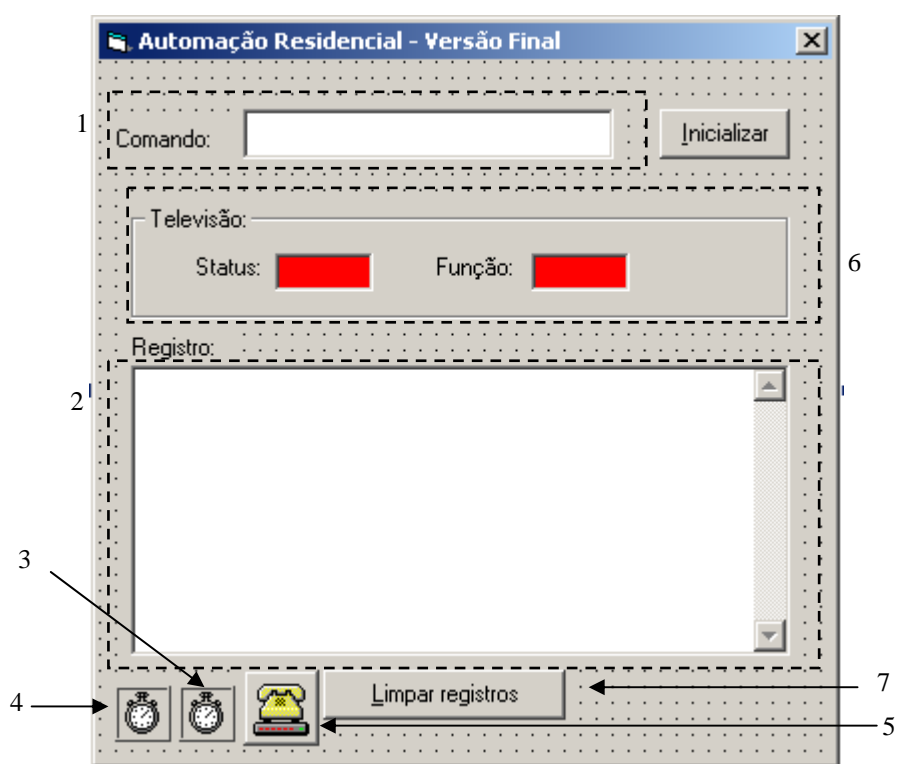 Automação Residencial - Versão Final
1
Comando:
Inicializar
Televisão:
Status:
Função:
6
Registro:
2
3
4
Limpar registros
7
5